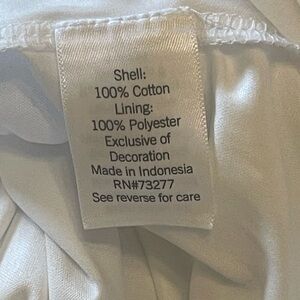 Shell:
100% Cotton
Lining:
100% Polyester
Exclusive of
Decoration
Made in Indonesia
RN#73277
See reverse for care